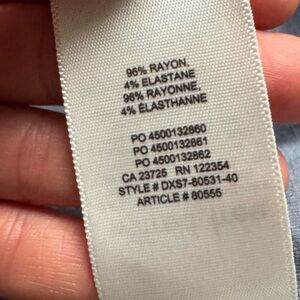 96% RAYON,
4% ELASTANE
96% RAYONNE,
4% ÉLASTHANNE
PO 4500132860
PO 4500132861
PO 4500132862
CA 23725 RN 122354
STYLE # DXS7-80531-40
ARTICLE # 80555